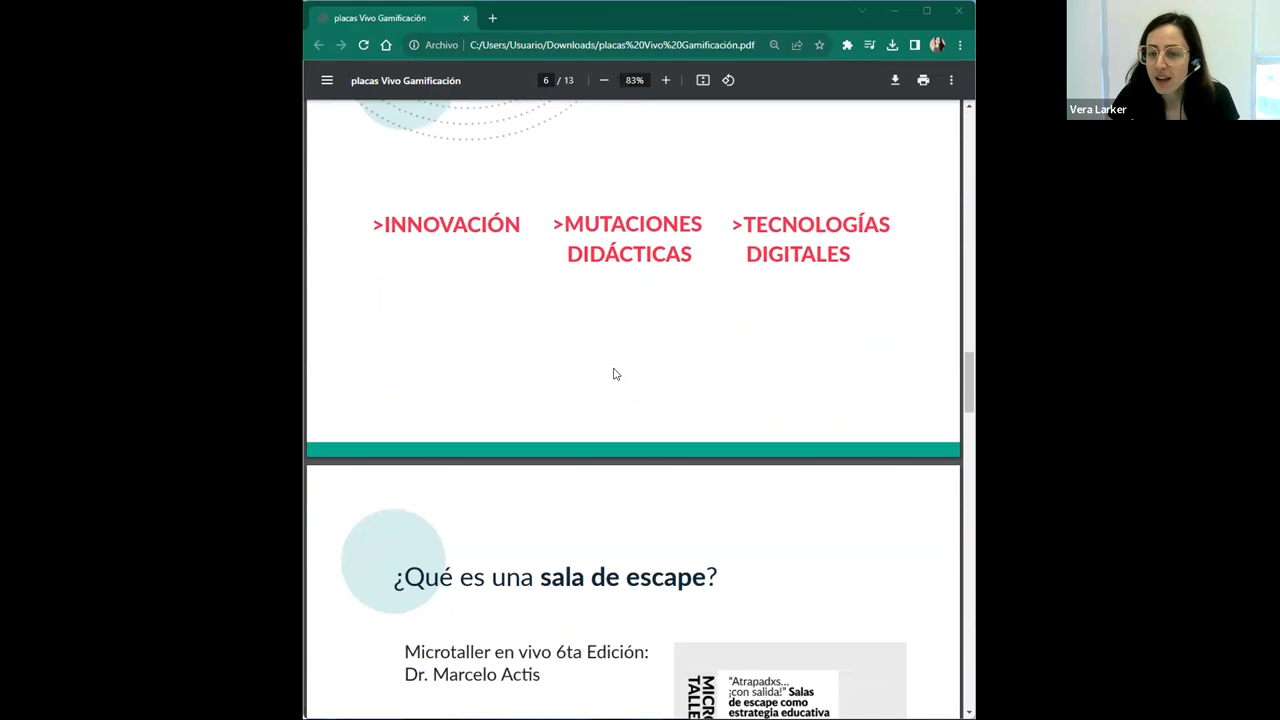 placas Vivo Gamificación
Archivo C:/Users/Usuario/Downloads/placas%20Vivo%20Gamificación.pdf
placas Vivo Gamificación 6 / 13 83%
Vera Larker
>INNOVACIÓN >MUTACIONES >TECNOLOGÍAS
DIDÁCTICAS DIGITALES
¿Qué es una sala de escape?
Microtaller en vivo 6ta Edición:
Dr. Marcelo Actis
MICRO
TALLE
"Atrapadxs...
¡con salida!" Salas
de escape como
estrategia educativa